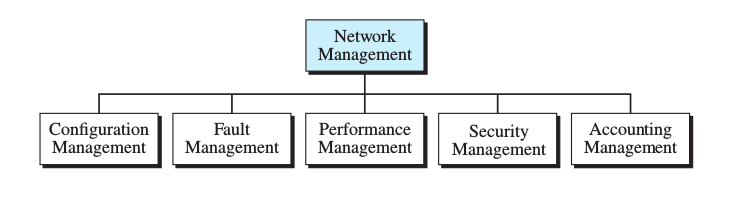 Network
Management
Configuration
Management
Fault
Management
Performance
Management
Security
Management
Accounting
Management